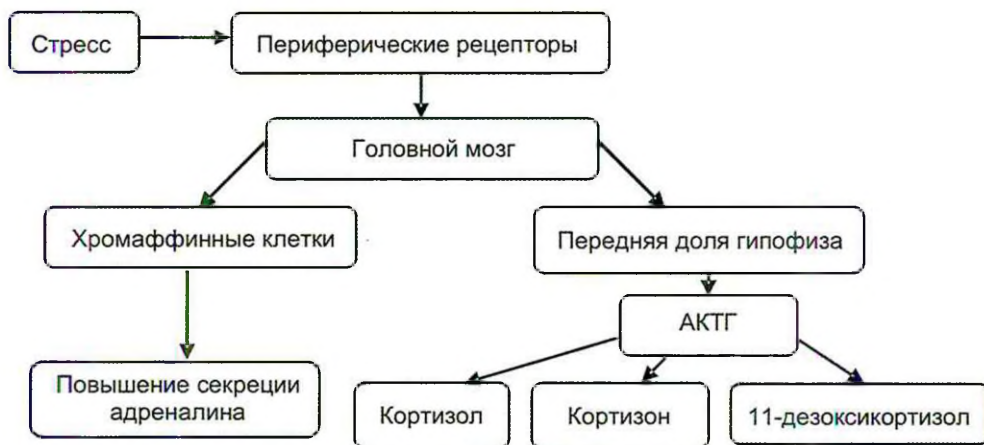 Стресс
Периферические рецепторы
Головной мозг
Хромаффинные клетки
Передняя доля гипофиза
АКТГ
Повышение секреции
адреналина
Кортизол
Кортизон
11-дезоксикортизол